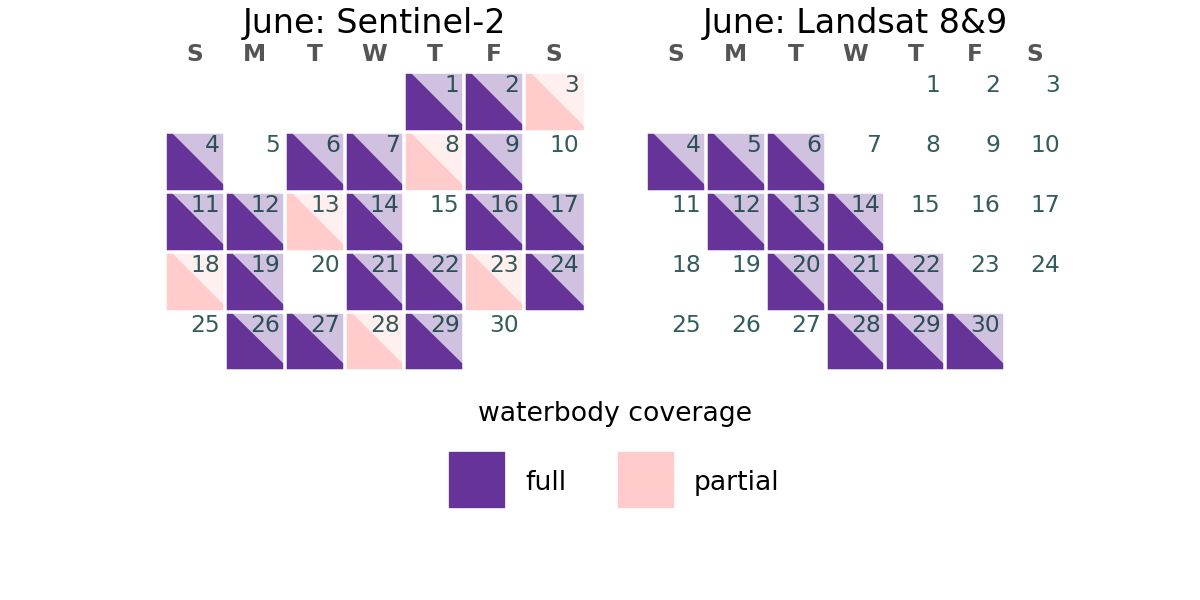 June: Sentinel-2
S M T W T F S
1 2 3
4 5 6 7 8 9 10
11 12 13 14 15 16 17
18 19 20 21 22 23 24
25 26 27 28 29 30
June: Landsat 8&9
S M T W T F S
1 2 3
4 5 6 7 8 9 10
11 12 13 14 15 16 17
18 19 20 21 22 23 24
25 26 27 28 29 30
waterbody coverage
full partial